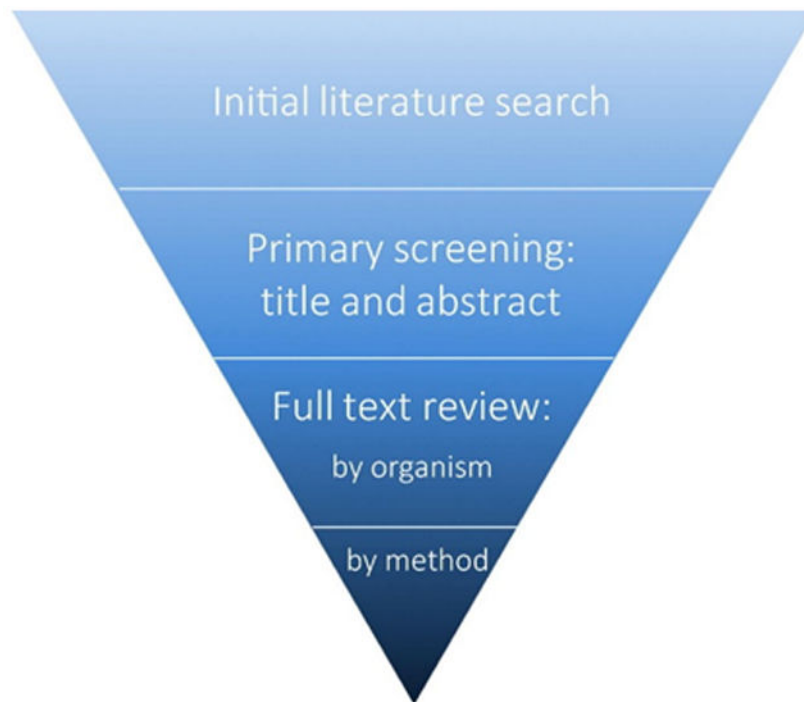 Initial literature search
Primary screening:
title and abstract
Full text review:
by organism
by method